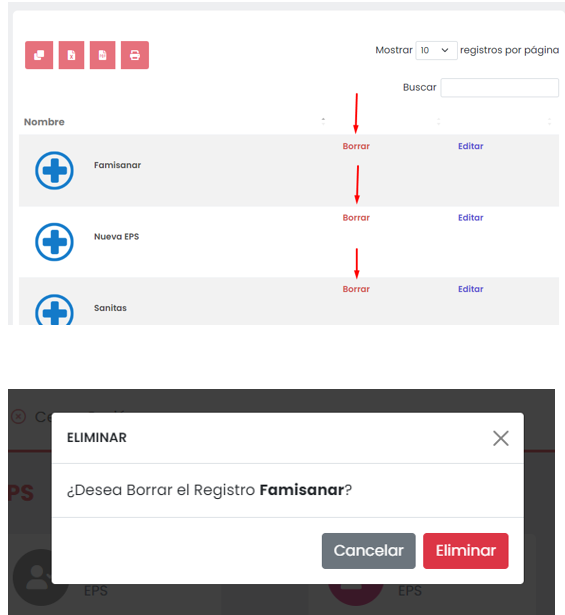 Mostrar 10 registros por página
Buscar
Nombre
Borrar Editar
Famisanar
Borrar Editar
Nueva EPS
Borrar Editar
Sanitas
ELIMINAR
¿Desea Borrar el Registro Famisanar?
Cancelar Eliminar
EPS EPS